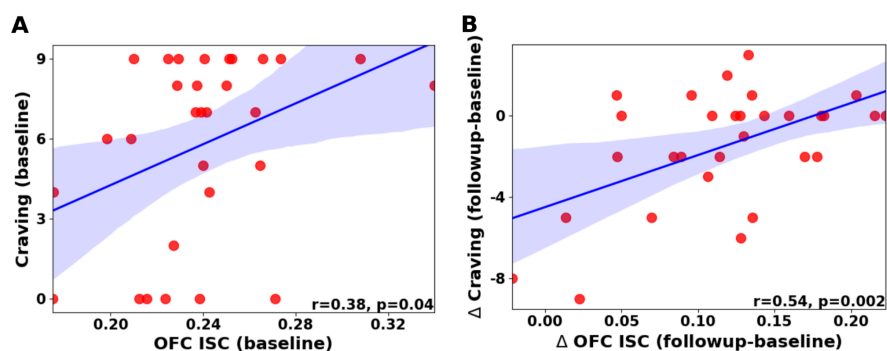 A
Craving (baseline)
9
6
3
0
r=0.38, p=0.04
0.20 0.24 0.28 0.32
OFC ISC (baseline)
B
Δ Craving (followup-baseline)
0
-4
-8
r=0.54, p=0.002
0.00 0.05 0.10 0.15 0.20
Δ OFC ISC (followup-baseline)